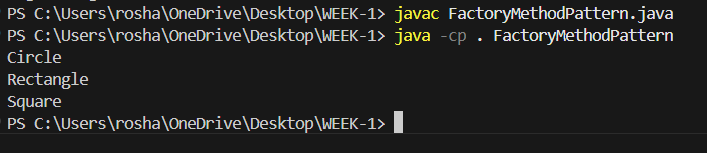 PS C:\Users\rosha\OneDrive\Desktop\WEEK-1> javac FactoryMethodPattern.java
PS C:\Users\rosha\OneDrive\Desktop\WEEK-1> java -cp . FactoryMethodPattern
Circle
Rectangle
Square
PS C:\Users\rosha\OneDrive\Desktop\WEEK-1>